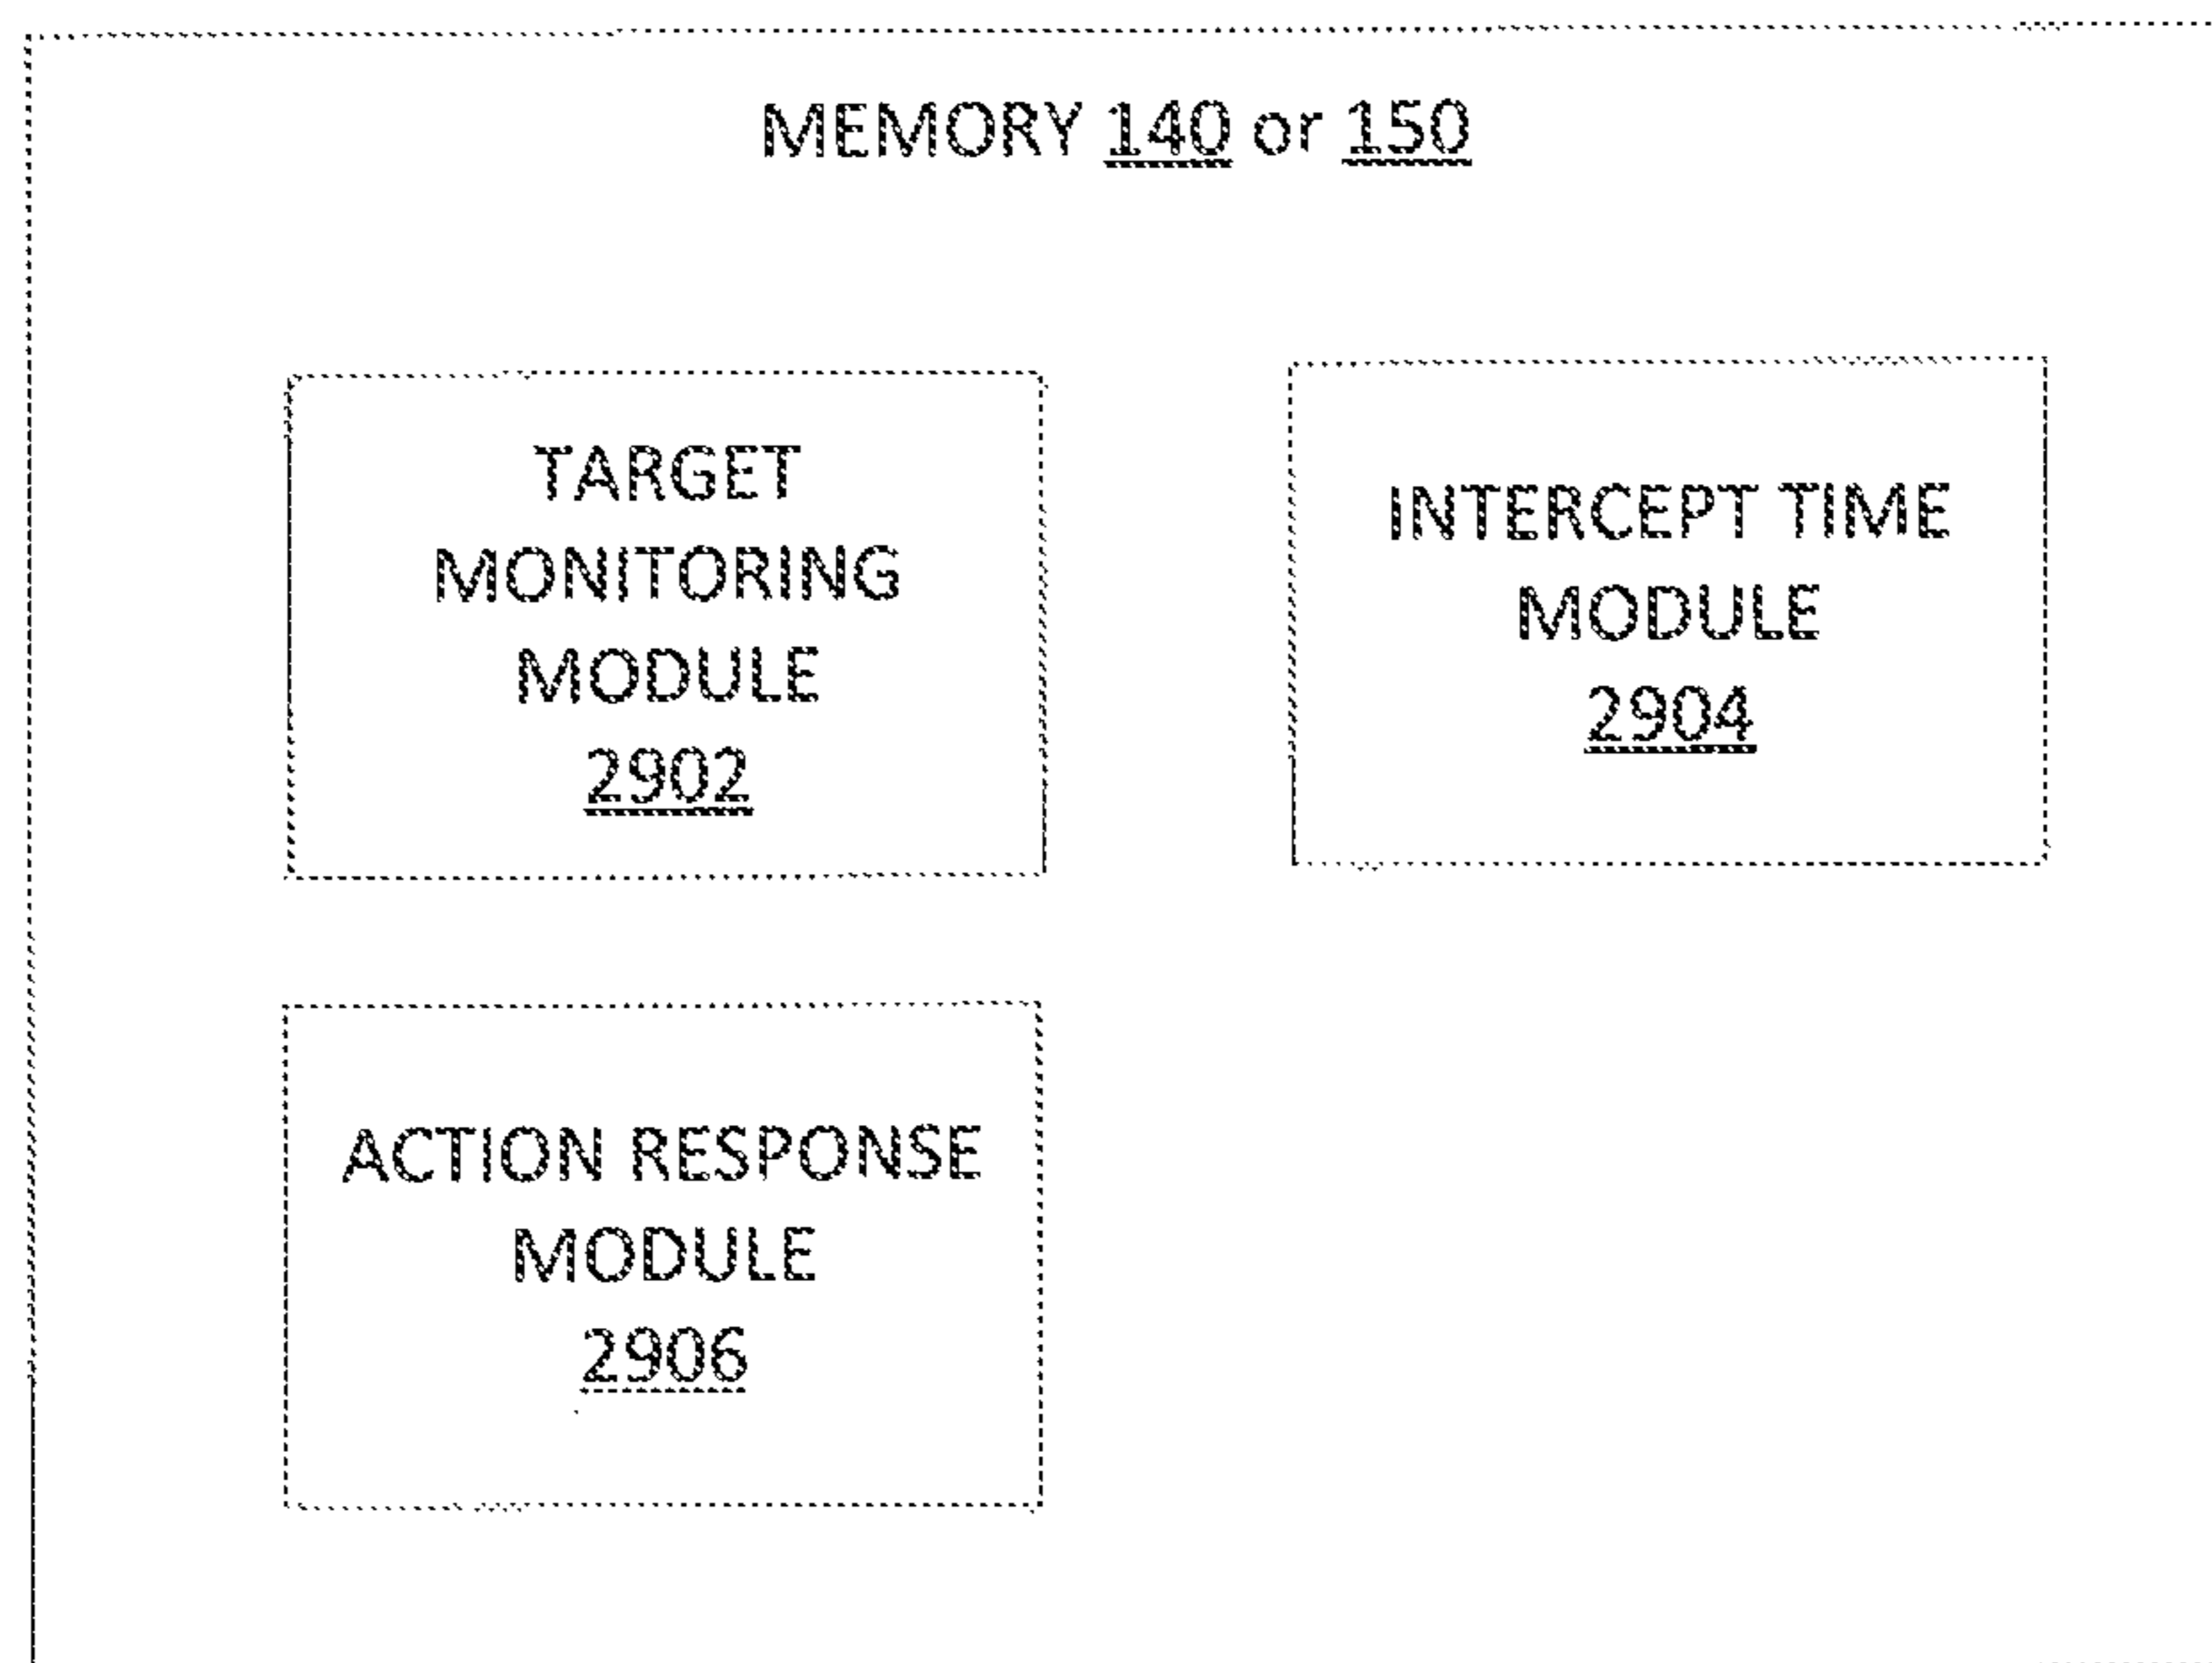 MEMORY 140 or 150
TARGET
MONITORING
MODULE
2902
INTERCEPT TIME
MODULE
2904
ACTION RESPONSE
MODULE
2906